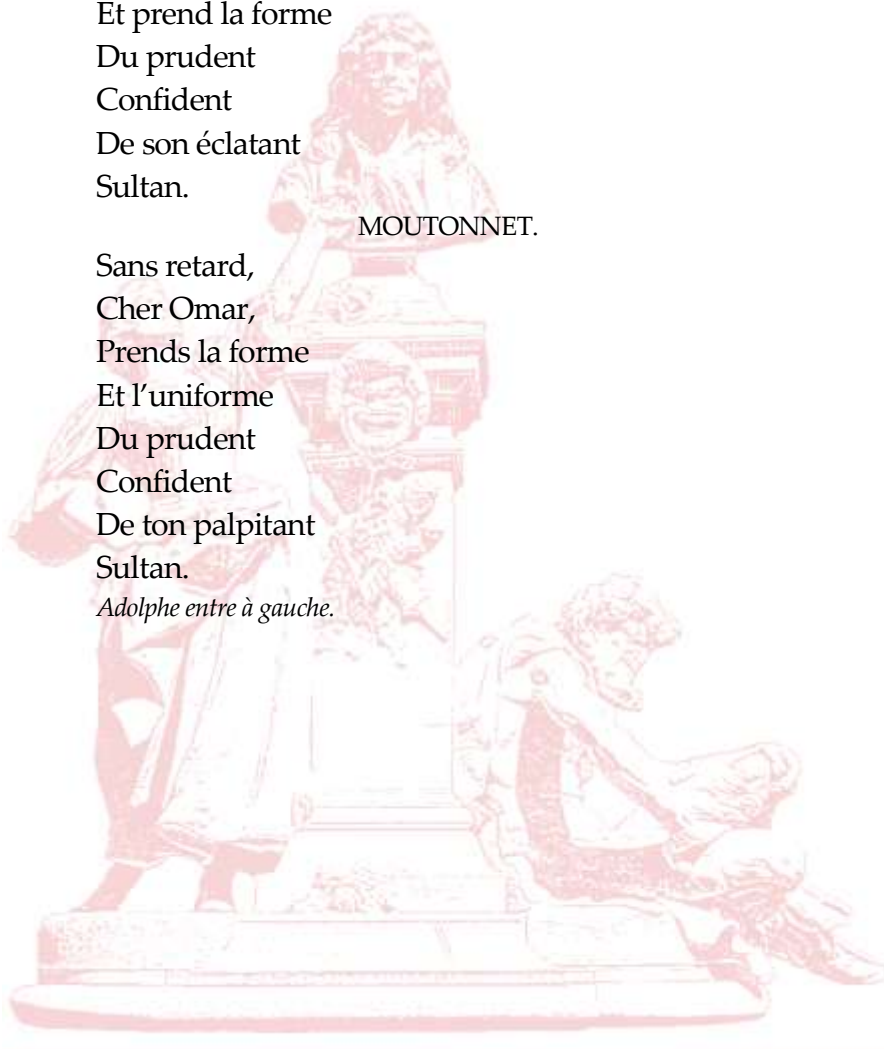 Et prend la forme
Du prudent
Confident
De son éclatant
Sultan.
MOUTONNET.
Sans retard,
Cher Omar,
Prends la forme
Et l’uniforme
Du prudent
Confident
De ton palpitant
Sultan.
Adolphe entre à gauche.